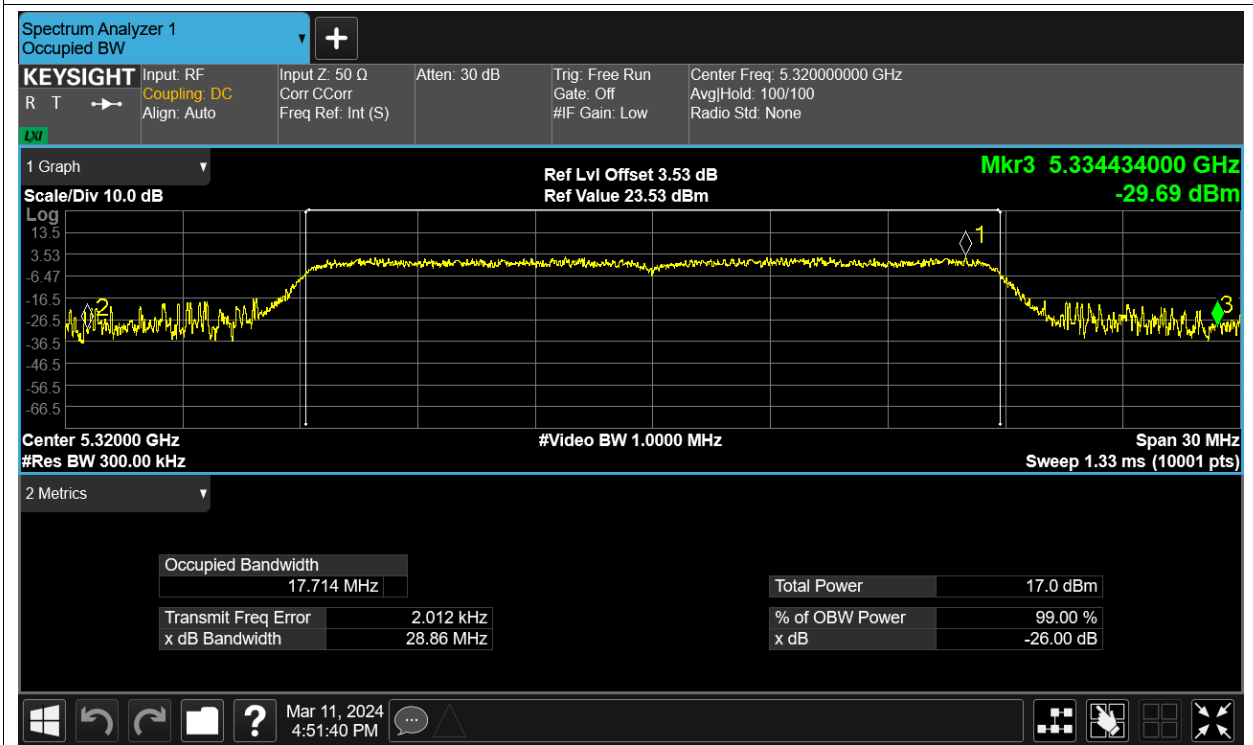 Spectrum Analyzer 1
Occupied BW
+
KEYSIGHT
R T
LXI
Input: RF
Coupling: DC
Align: Auto
Input Z: 50 Ω
Corr CCorr
Freq Ref: Int (S)
Atten: 30 dB
Trig: Free Run
Gate: Off
#IF Gain: Low
Center Freq: 5.320000000 GHz
Avg|Hold: 100/100
Radio Std: None
1 Graph
Scale/Div 10.0 dB
Ref Lvl Offset 3.53 dB
Ref Value 23.53 dBm
Mkr3 5.334434000 GHz
-29.69 dBm
Log
13.5
3.53
-6.47
-16.5
-26.5
-36.5
-46.5
-56.5
-66.5
1
2
3
Center 5.32000 GHz
#Video BW 1.0000 MHz
Span 30 MHz
#Res BW 300.00 kHz
Sweep 1.33 ms (10001 pts)
2 Metrics
Occupied Bandwidth
17.714 MHz
Total Power 17.0 dBm
Transmit Freq Error 2.012 kHz
% of OBW Power 99.00 %
x dB Bandwidth 28.86 MHz
x dB -26.00 dB
?
Mar 11, 2024
4:51:40 PM